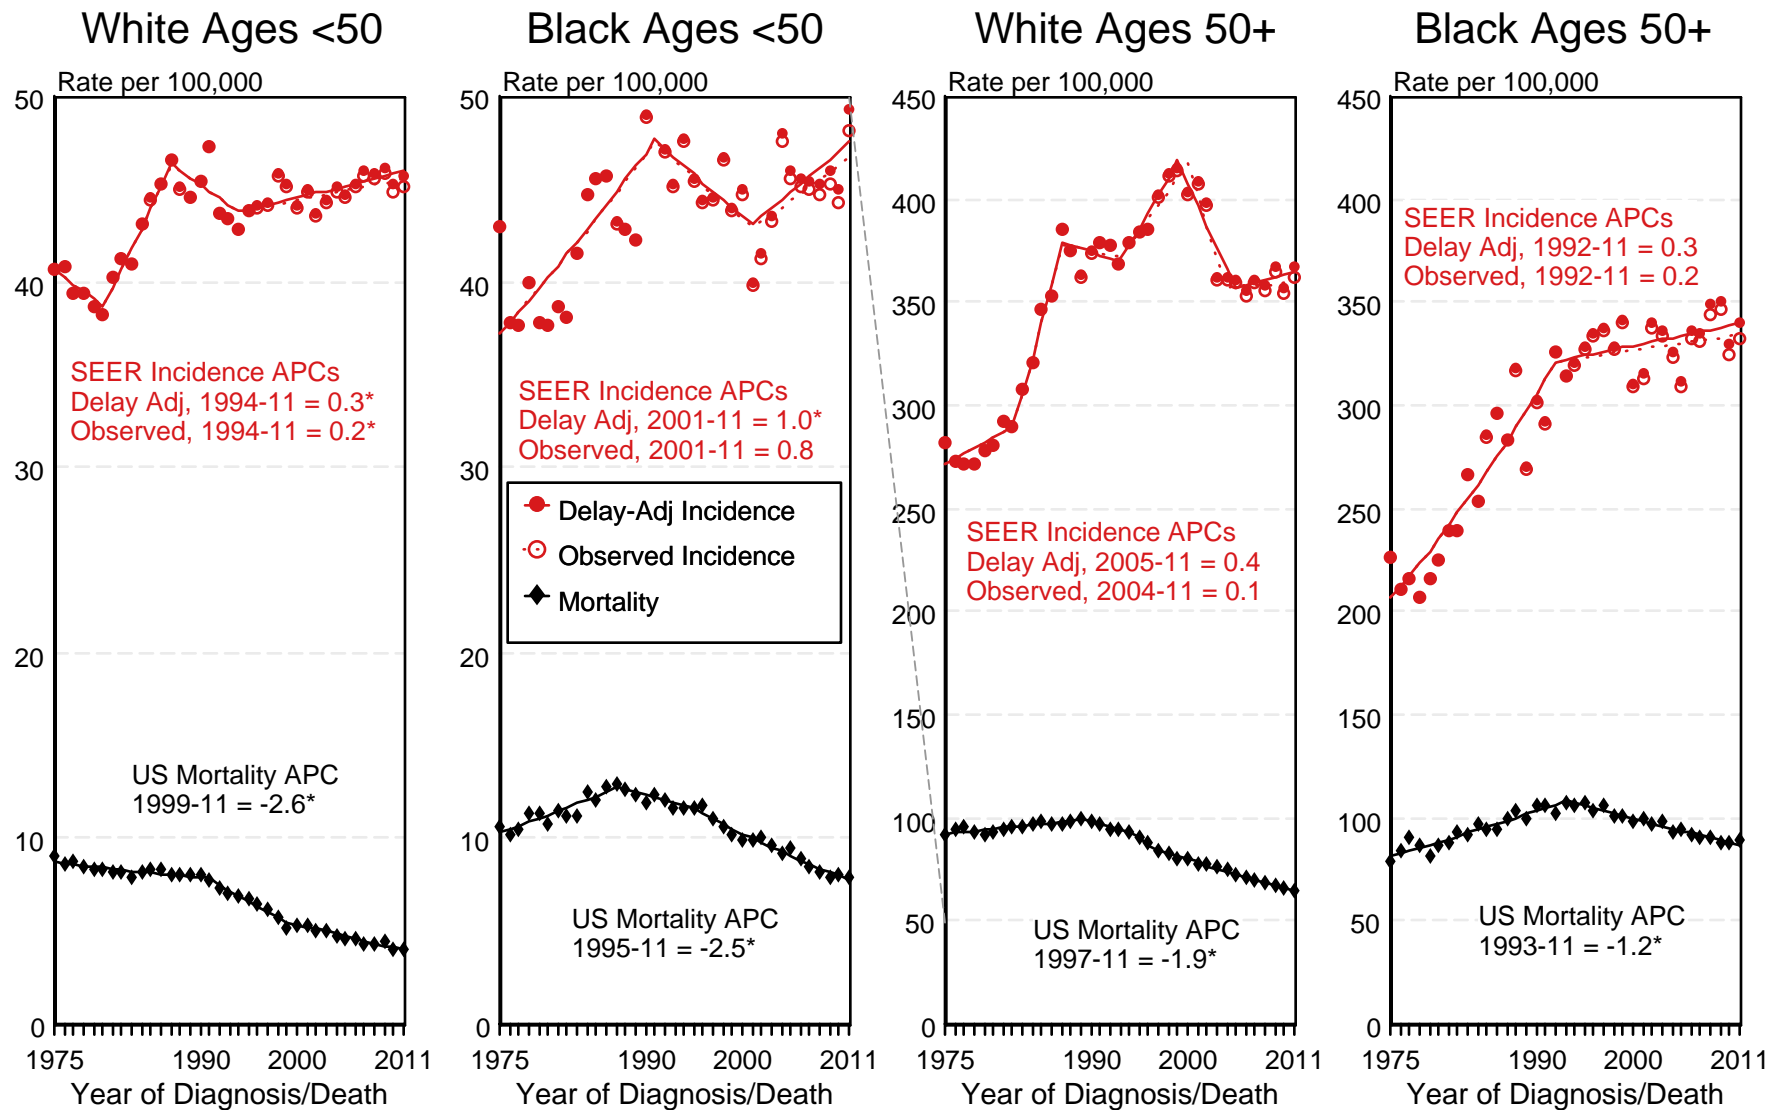 White Ages <50
Rate per 100,000
50
40
30
20
10
0
SEER Incidence APCs
Delay Adj, 1994-11 = 0.3*
Observed, 1994-11 = 0.2*
US Mortality APC
1999-11 = -2.6*
1975 1990 2000 2011
Year of Diagnosis/Death
Black Ages <50
Rate per 100,000
50
40
30
20
10
0
SEER Incidence APCs
Delay Adj, 2001-11 = 1.0*
Observed, 2001-11 = 0.8
Delay-Adj Incidence
Observed Incidence
Mortality
US Mortality APC
1995-11 = -2.5*
1975 1990 2000 2011
Year of Diagnosis/Death
White Ages 50+
Rate per 100,000
450
400
350
300
250
200
150
100
50
0
SEER Incidence APCs
Delay Adj, 2005-11 = 0.4
Observed, 2004-11 = 0.1
US Mortality APC
1997-11 = -1.9*
1975 1990 2000 2011
Year of Diagnosis/Death
Black Ages 50+
Rate per 100,000
450
400
350
300
250
200
150
100
50
0
SEER Incidence APCs
Delay Adj, 1992-11 = 0.3
Observed, 1992-11 = 0.2
US Mortality APC
1993-11 = -1.2*
1975 1990 2000 2011
Year of Diagnosis/Death